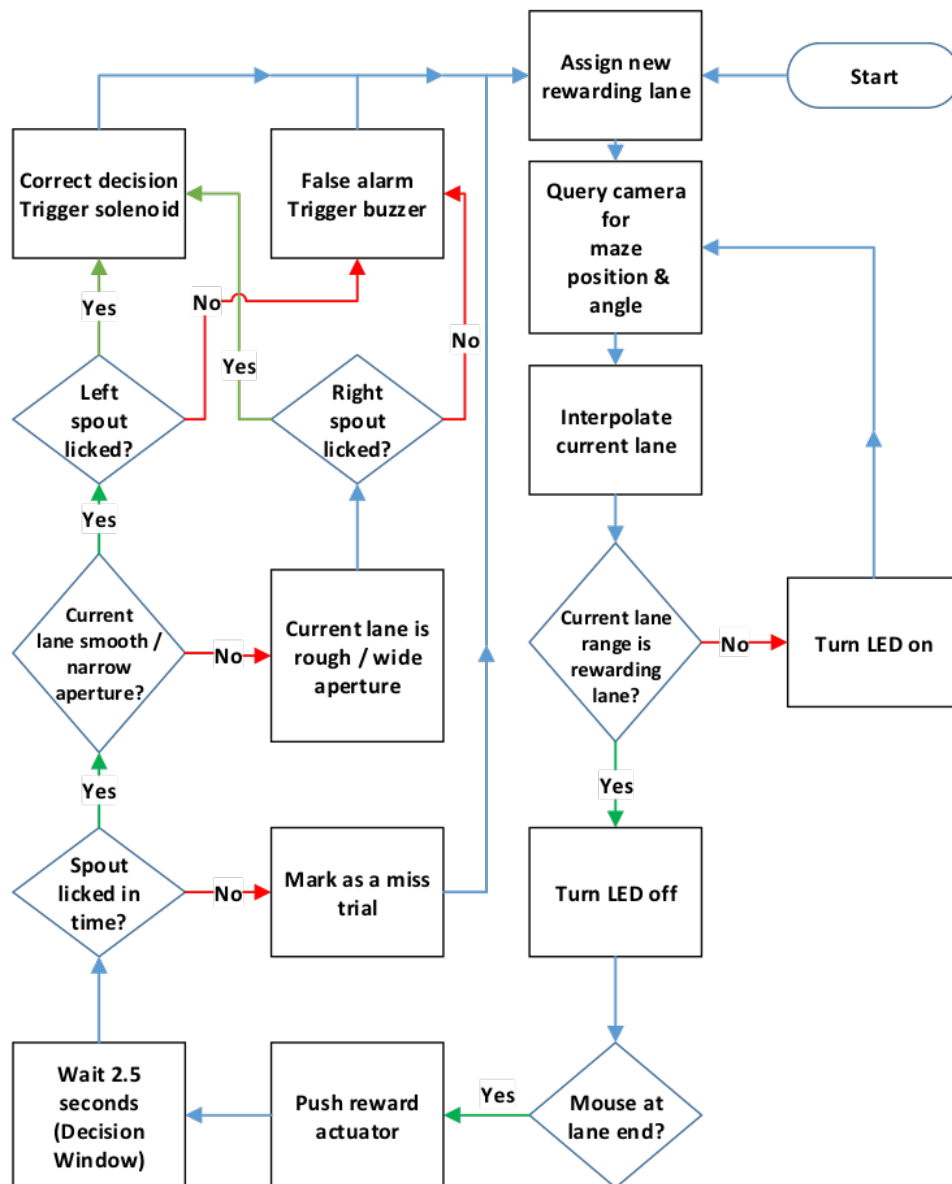 Start
Assign new
rewarding lane
Query camera
for
maze
position &
angle
Interpolate
current lane
Current lane
range is
rewarding
lane?
No
Turn LED on
Yes
Turn LED off
Mouse at
lane end?
Yes
Push reward
actuator
Wait 2.5
seconds
(Decision
Window)
Spout
licked in
time?
No
Mark as a miss
trial
Yes
Current
lane smooth /
narrow
aperture?
No
Current lane is
rough / wide
aperture
Yes
Left
spout
licked?
Right
spout
licked?
Yes
No
Yes
No
Correct decision
Trigger solenoid
False alarm
Trigger buzzer